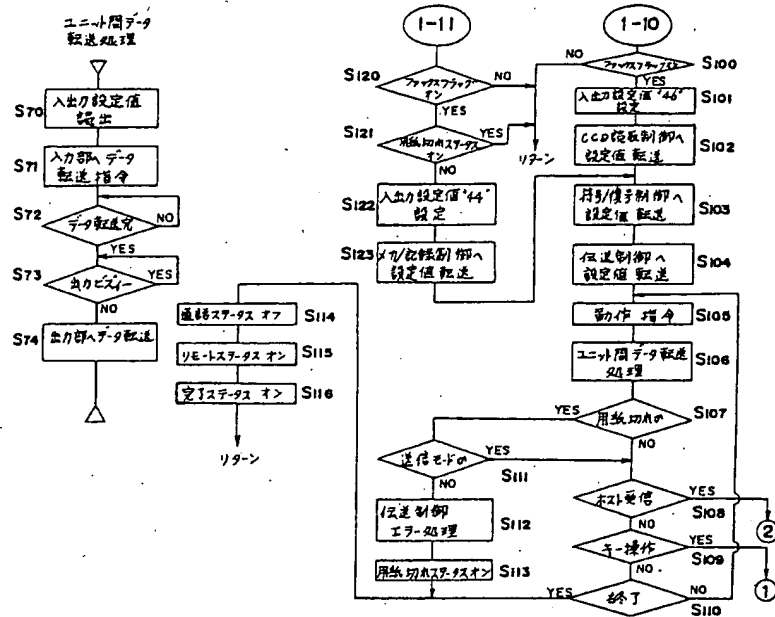 ユニット間データ
転送処理
S70
入出力設定値
読出
S71
入力部へデータ
転送指令
S72
データ転送完
NO
YES
S73
出力ビズィー
YES
NO
S74
出力部へデータ転送
通話ステータス オフ
S114
リモートステータス オン
S115
完了ステータス オン
S116
リターン
1-11
S120
ファックスフラッグ
オン
NO
YES
S121
用紙切れステータス
オン
YES
NO
リターン
S122
入出力設定値"44"
設定
S123
メカ/記録制御へ
設定値転送
1-10
NO
ファックスフラッグオン
S100
YES
入出力設定値"46"
設定
S101
CCD読取制御へ
設定値転送
S102
符号/復号制御へ
設定値転送
S103
伝送制御へ
設定値転送
S104
動作 指令
S105
ユニット間データ転送
処理
S106
YES
用紙切れの
S107
NO
送信モードの
YES
S111
NO
伝送制御
エラー処理
S112
用紙切れステータスオン
S113
ホスト受信
YES
S108
②
NO
キー操作
YES
S109
①
NO
YES
終了
NO
S110